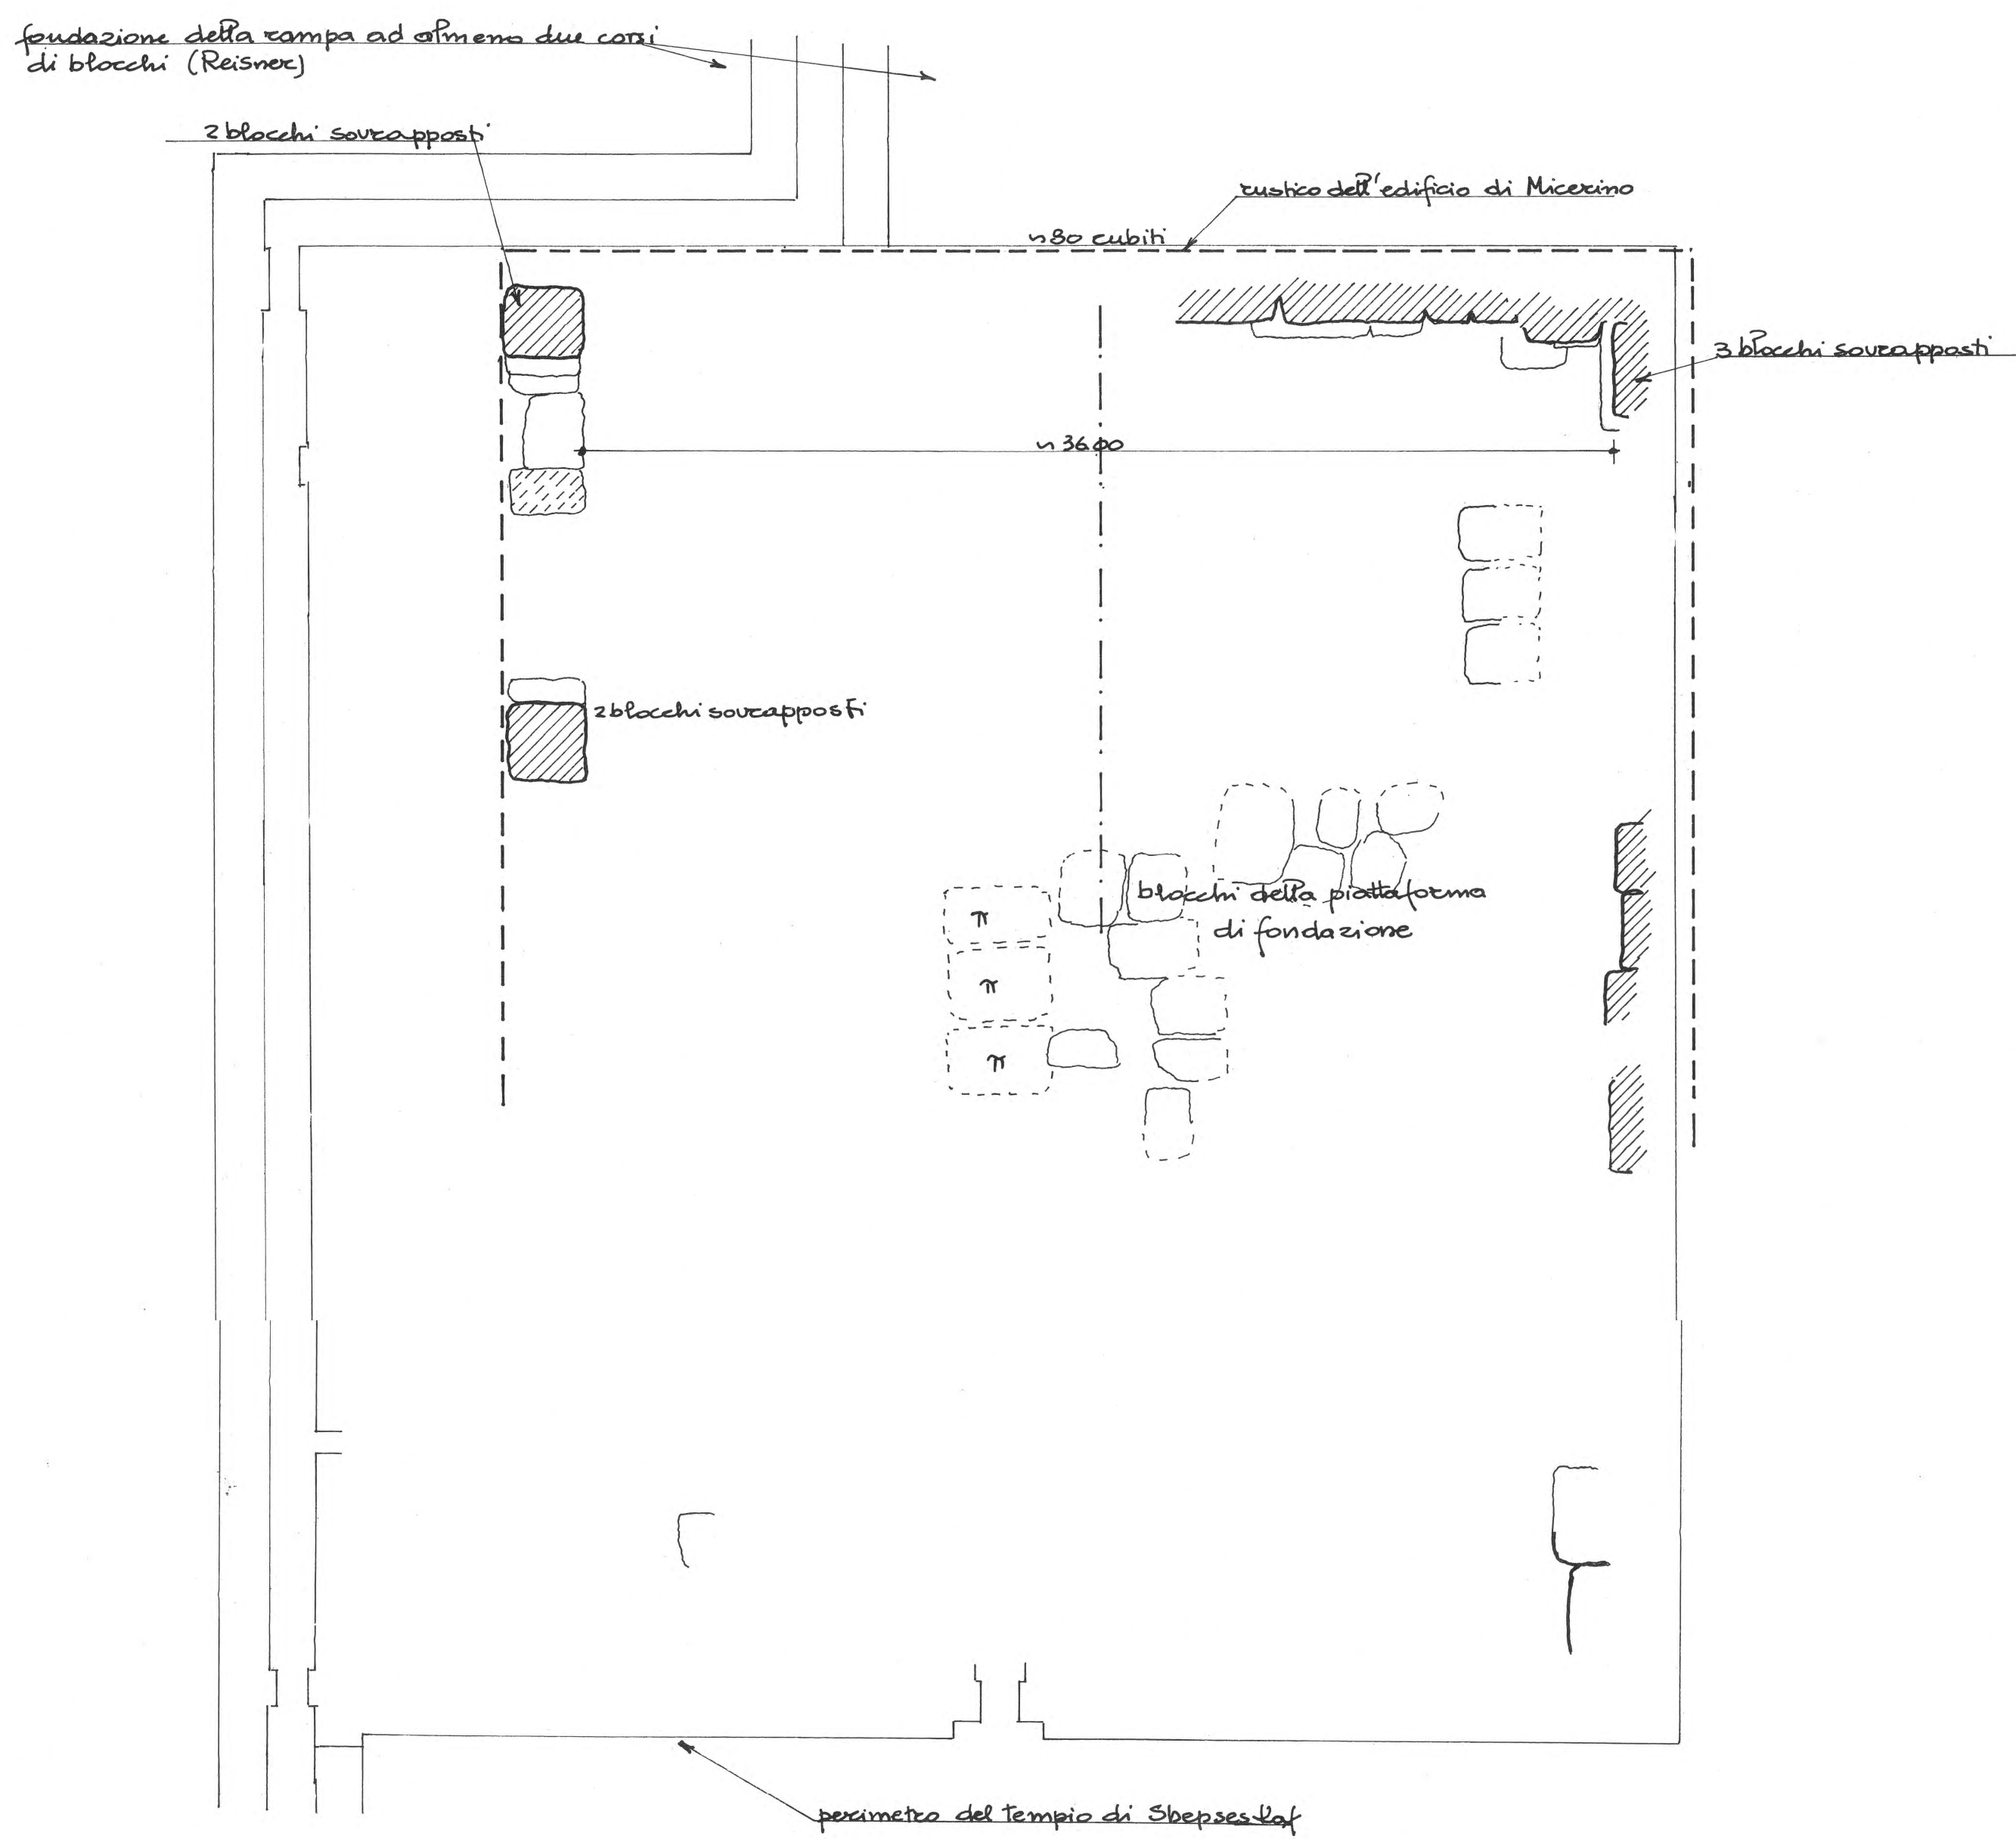 fondazione della rampa ad almeno due corsi
di blocchi (Reisner)
2 blocchi sovrapposti
rustico dell'edificio di Micerino
~80 cubiti
3 blocchi sovrapposti
~36.00
2 blocchi sovrapposti
blocchi della piattaforma
di fondazione
π
π
π
perimetro del tempio di Shepseskaf